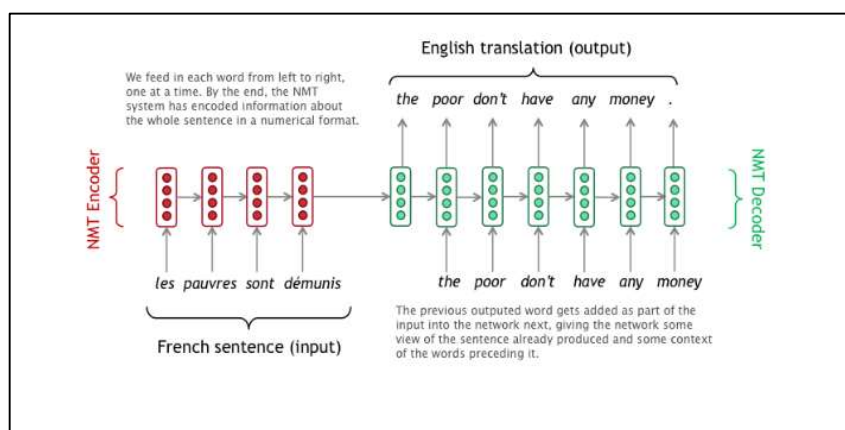 English translation (output)
We feed in each word from left to right,
one at a time. By the end, the NMT
system has encoded information about
the whole sentence in a numerical format.
the poor don't have any money .
NMT Encoder
NMT Decoder
les pauvres sont démunis
the poor don't have any money
French sentence (input)
The previous outputed word gets added as part of the
input into the network next, giving the network some
view of the sentence already produced and some context
of the words preceding it.